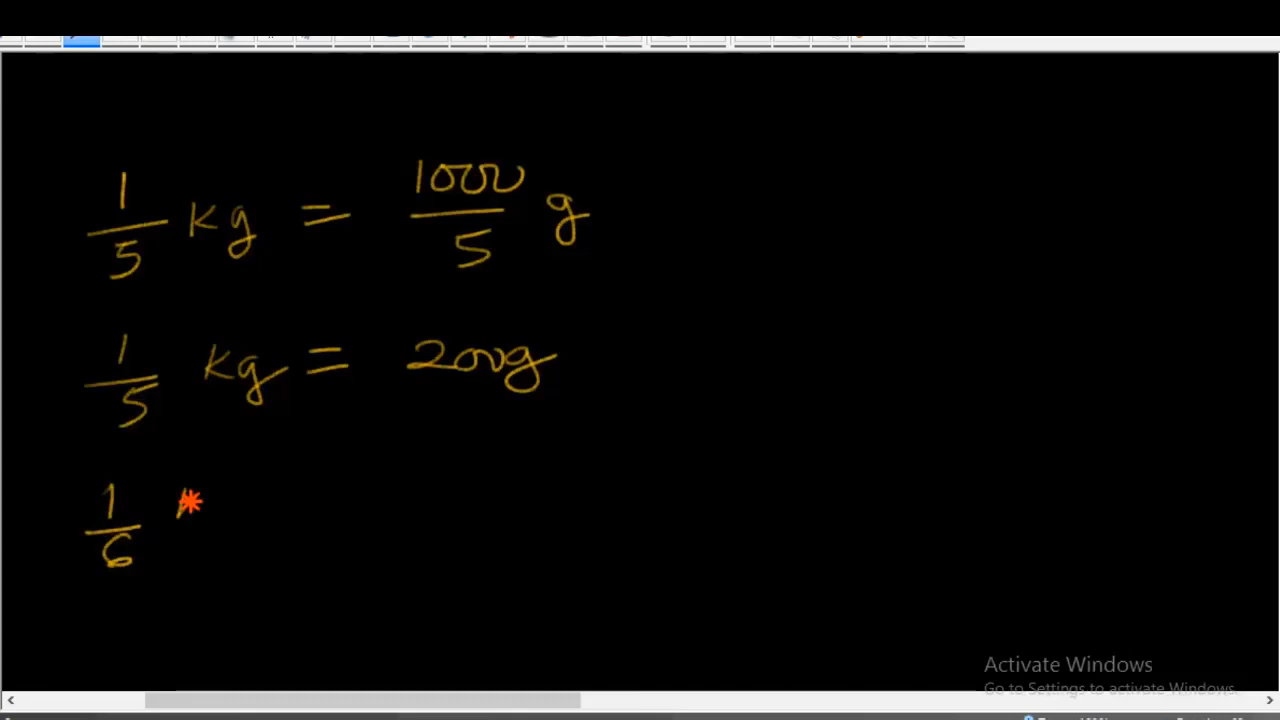 1/5 kg = 1000/5 g
1/5 kg = 200g
1/6
Activate Windows
Go to Settings to activate Windows.